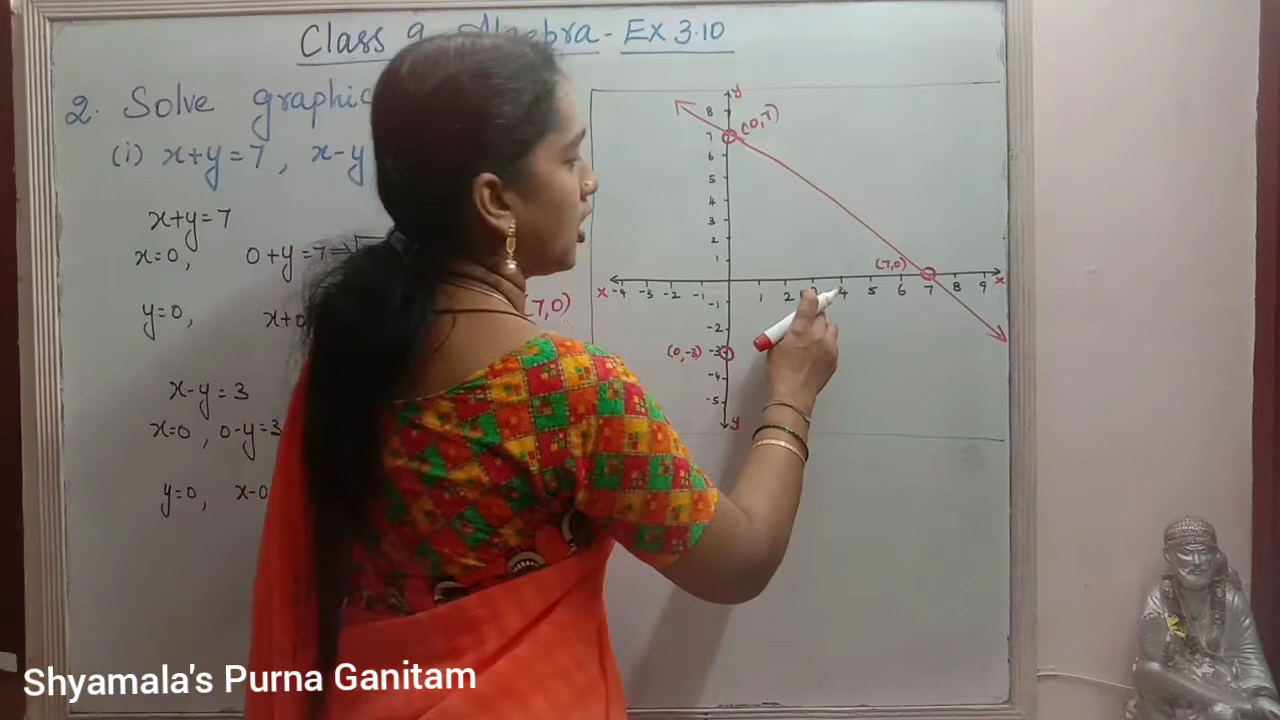 Class 9 Algebra - EX 3.10
2. Solve graphic
(i) x+y=7, x-y
x+y=7
x=0, 0+y=7⇒
y=0, x+0
(7,0)
x-y=3
x=0, 0-y=3
y=0, x-0
y
8
(0,7)
7
6
5
4
3
2
1
(7,0)
x -4 -3 -2 -1 1 2 3 4 5 6 7 8 9 x
-1
-2
(0,-3) -3
-4
-5
y
Shyamala's Purna Ganitam